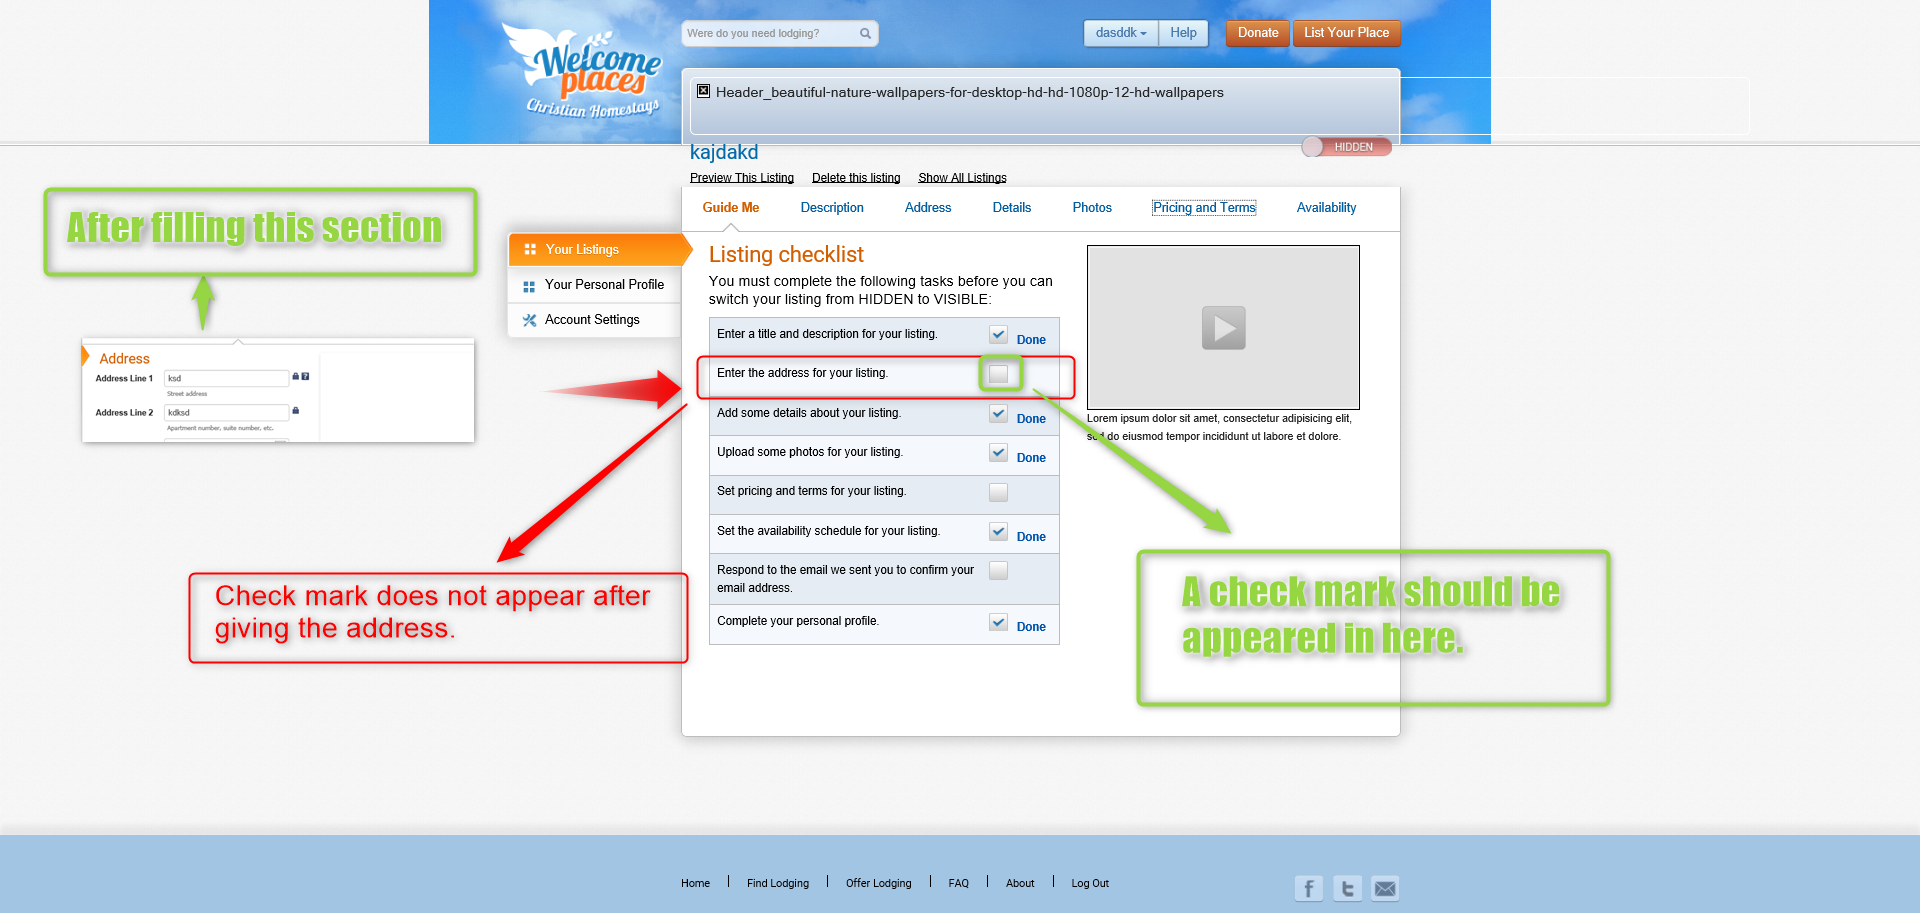 Welcome
places
Christian Homestays
Were do you need lodging?
dasddk
Help
Donate
List Your Place
Header_beautiful-nature-wallpapers-for-desktop-hd-hd-1080p-12-hd-wallpapers
kajdakd
HIDDEN
Preview This Listing
Delete this listing
Show All Listings
Guide Me
Description
Address
Details
Photos
Pricing and Terms
Availability
After filling this section
Your Listings
Your Personal Profile
Account Settings
Address
Address Line 1
ksd
Street address
Address Line 2
kdksd
Apartment number, suite number, etc.
Listing checklist
You must complete the following tasks before you can
switch your listing from HIDDEN to VISIBLE:
Enter a title and description for your listing.
Done
Enter the address for your listing.
Add some details about your listing.
Done
Upload some photos for your listing.
Done
Set pricing and terms for your listing.
Set the availability schedule for your listing.
Done
Respond to the email we sent you to confirm your
email address.
Complete your personal profile.
Done
Lorem ipsum dolor sit amet, consectetur adipisicing elit,
sed do eiusmod tempor incididunt ut labore et dolore.
Check mark does not appear after
giving the address.
A check mark should be
appeared in here.
Home
Find Lodging
Offer Lodging
FAQ
About
Log Out